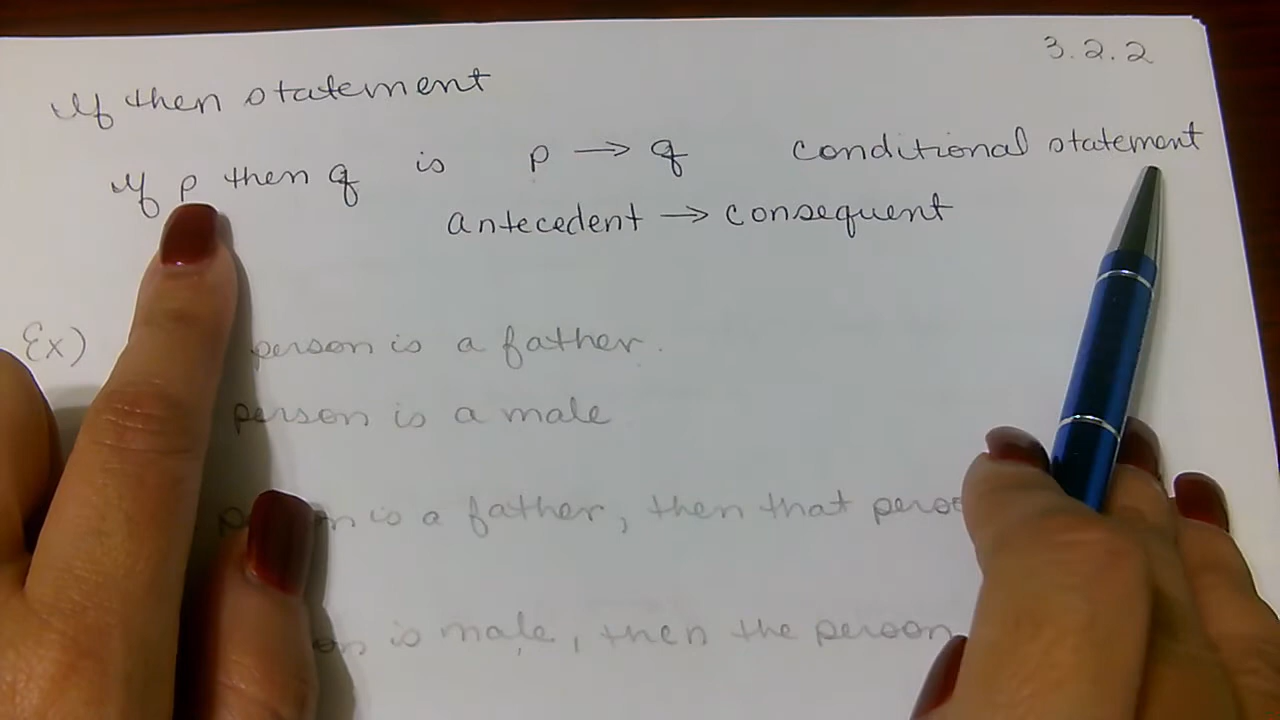 3.2.2
If then statement
If p then q is p → q conditional statement
antecedent → consequent
Ex) person is a father.
person is a male
is a father, then that
is male, then the person